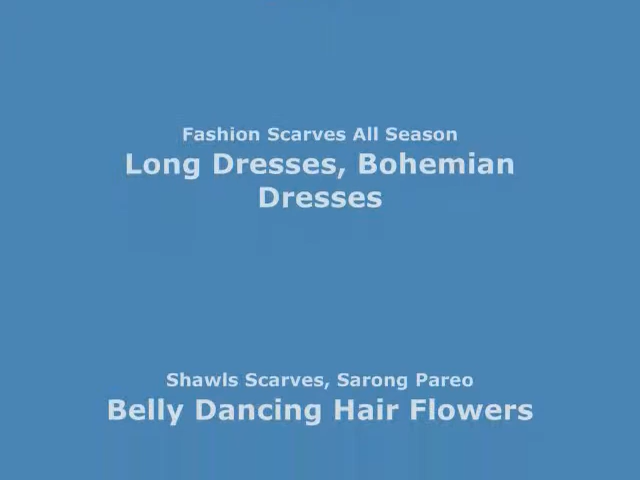 Fashion Scarves All Season
Long Dresses, Bohemian
Dresses
Shawls Scarves, Sarong Pareo
Belly Dancing Hair Flowers